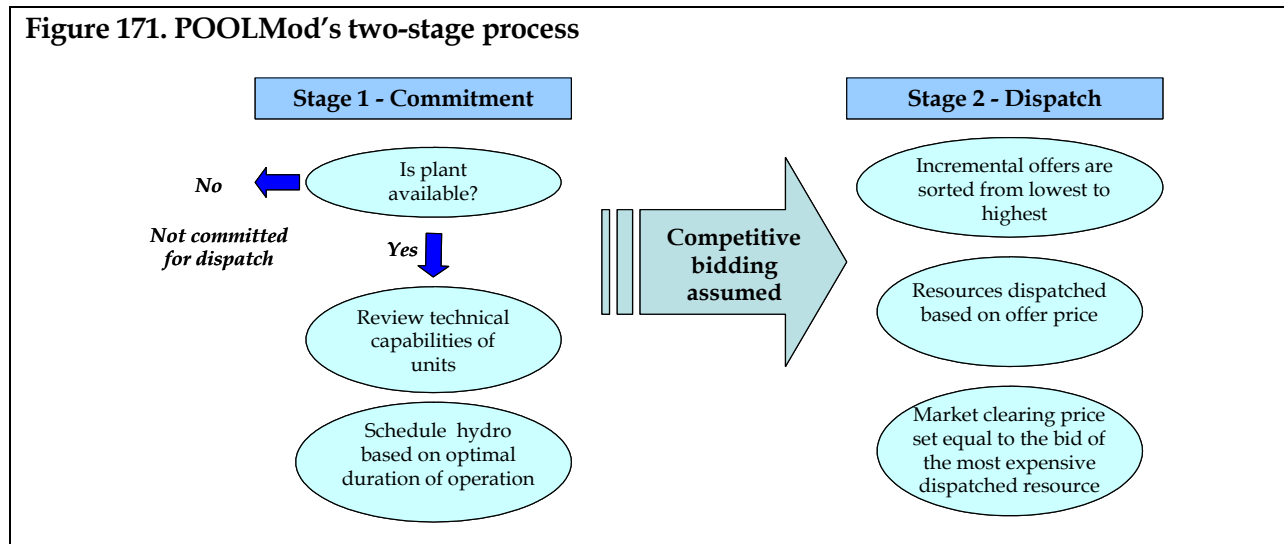 Figure 171. POOLMod's two-stage process
Stage 1 - Commitment
Is plant
available?
No
Not committed
for dispatch
Yes
Review technical
capabilities of
units
Schedule hydro
based on optimal
duration of operation
Competitive
bidding
assumed
Stage 2 - Dispatch
Incremental offers are
sorted from lowest to
highest
Resources dispatched
based on offer price
Market clearing price
set equal to the bid of
the most expensive
dispatched resource